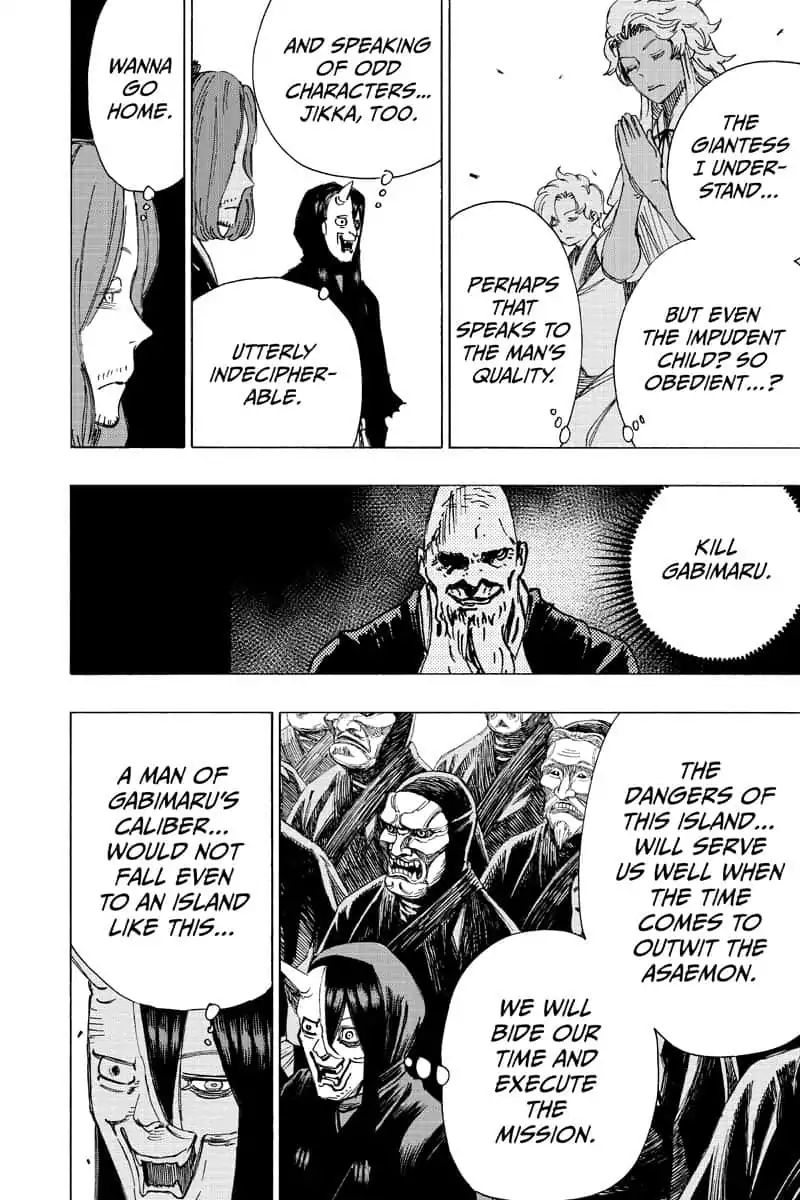 THE
GIANTESS
I UNDER-
STAND...
BUT EVEN
THE IMPUDENT
CHILD? SO
OBEDIENT...?
PERHAPS
THAT
SPEAKS TO
THE MAN'S
QUALITY.
AND SPEAKING
OF ODD
CHARACTERS...
JIKKA, TOO.
UTTERLY
INDECIPHER-
ABLE.
WANNA
GO
HOME.
KILL
GABIMARU.
THE
DANGERS OF
THIS ISLAND...
WILL SERVE
US WELL WHEN
THE TIME
COMES TO
OUTWIT THE
ASAEMON.
WE WILL
BIDE OUR
TIME AND
EXECUTE
THE
MISSION.
A MAN OF
GABIMARU'S
CALIBER...
WOULD NOT
FALL EVEN
TO AN ISLAND
LIKE THIS...